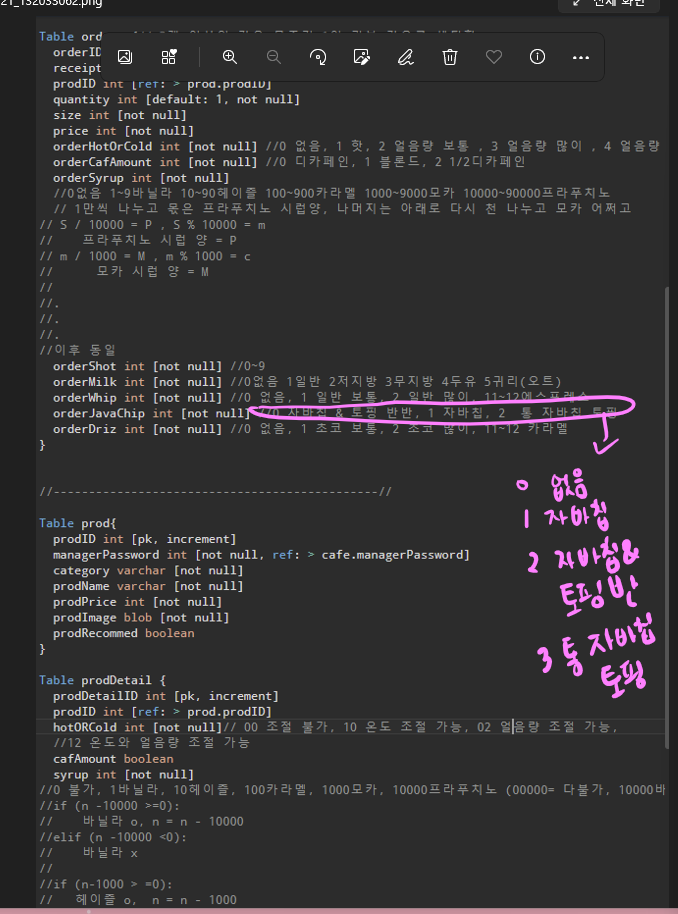 21_132033062.png
전체 화면
Table ord
orderID
receipt
prodID int [ref: > prod.prodID]
quantity int [default: 1, not null]
size int [not null]
price int [not null]
orderHotOrCold int [not null] //0 없음, 1 핫, 2 얼음량 보통 , 3 얼음량 많이 , 4 얼음량
orderCafAmount int [not null] //0 디카페인, 1 블론드, 2 1/2디카페인
orderSyrup int [not null]
//0없음 1~9바닐라 10~90헤이즐 100~900카라멜 1000~9000모카 10000~90000프라푸치노
// 1만씩 나누고 몫은 프라푸치노 시럽양, 나머지는 아래로 다시 천 나누고 모카 어쩌고
// S / 10000 = P , S % 10000 = m
// 프라푸치노 시럽 양 = P
// m / 1000 = M , m % 1000 = c
// 모카 시럽 양 = M
//
//.
//.
//.
//이후 동일
orderShot int [not null] //0~9
orderMilk int [not null] //0없음 1일반 2저지방 3무지방 4두유 5귀리(오트)
orderWhip int [not null] //0 없음, 1 일반 보통, 2 일반 많이, 11~12에스프레소
orderJavaChip int [not null] //0 자바칩 & 토핑 반반, 1 자바칩, 2 통 자바칩 토핑
orderDriz int [not null] //0 없음, 1 초코 보통, 2 초코 많이, 11~12 카라멜
}
0 없음
1 자바칩
2 자바칩&
토핑 반
3 통 자바칩
토핑
//----------------------------------------------//
Table prod{
prodID int [pk, increment]
managerPassword int [not null, ref: > cafe.managerPassword]
category varchar [not null]
prodName varchar [not null]
prodPrice int [not null]
prodImage blob [not null]
prodRecommed boolean
}
Table prodDetail {
prodDetailID int [pk, increment]
prodID int [ref: > prod.prodID]
hotORCold int [not null]// 00 조절 불가, 10 온도 조절 가능, 02 얼음량 조절 가능,
//12 온도와 얼음량 조절 가능
cafAmount boolean
syrup int [not null]
//0 불가, 1바닐라, 10헤이즐, 100카라멜, 1000모카, 10000프라푸치노 (00000= 다불가, 10000바
//if (n -10000 >=0):
// 바닐라 o, n = n - 10000
//elif (n -10000 <0):
// 바닐라 x
//
//if (n-1000 > =0):
// 헤이즐 o, n = n - 1000